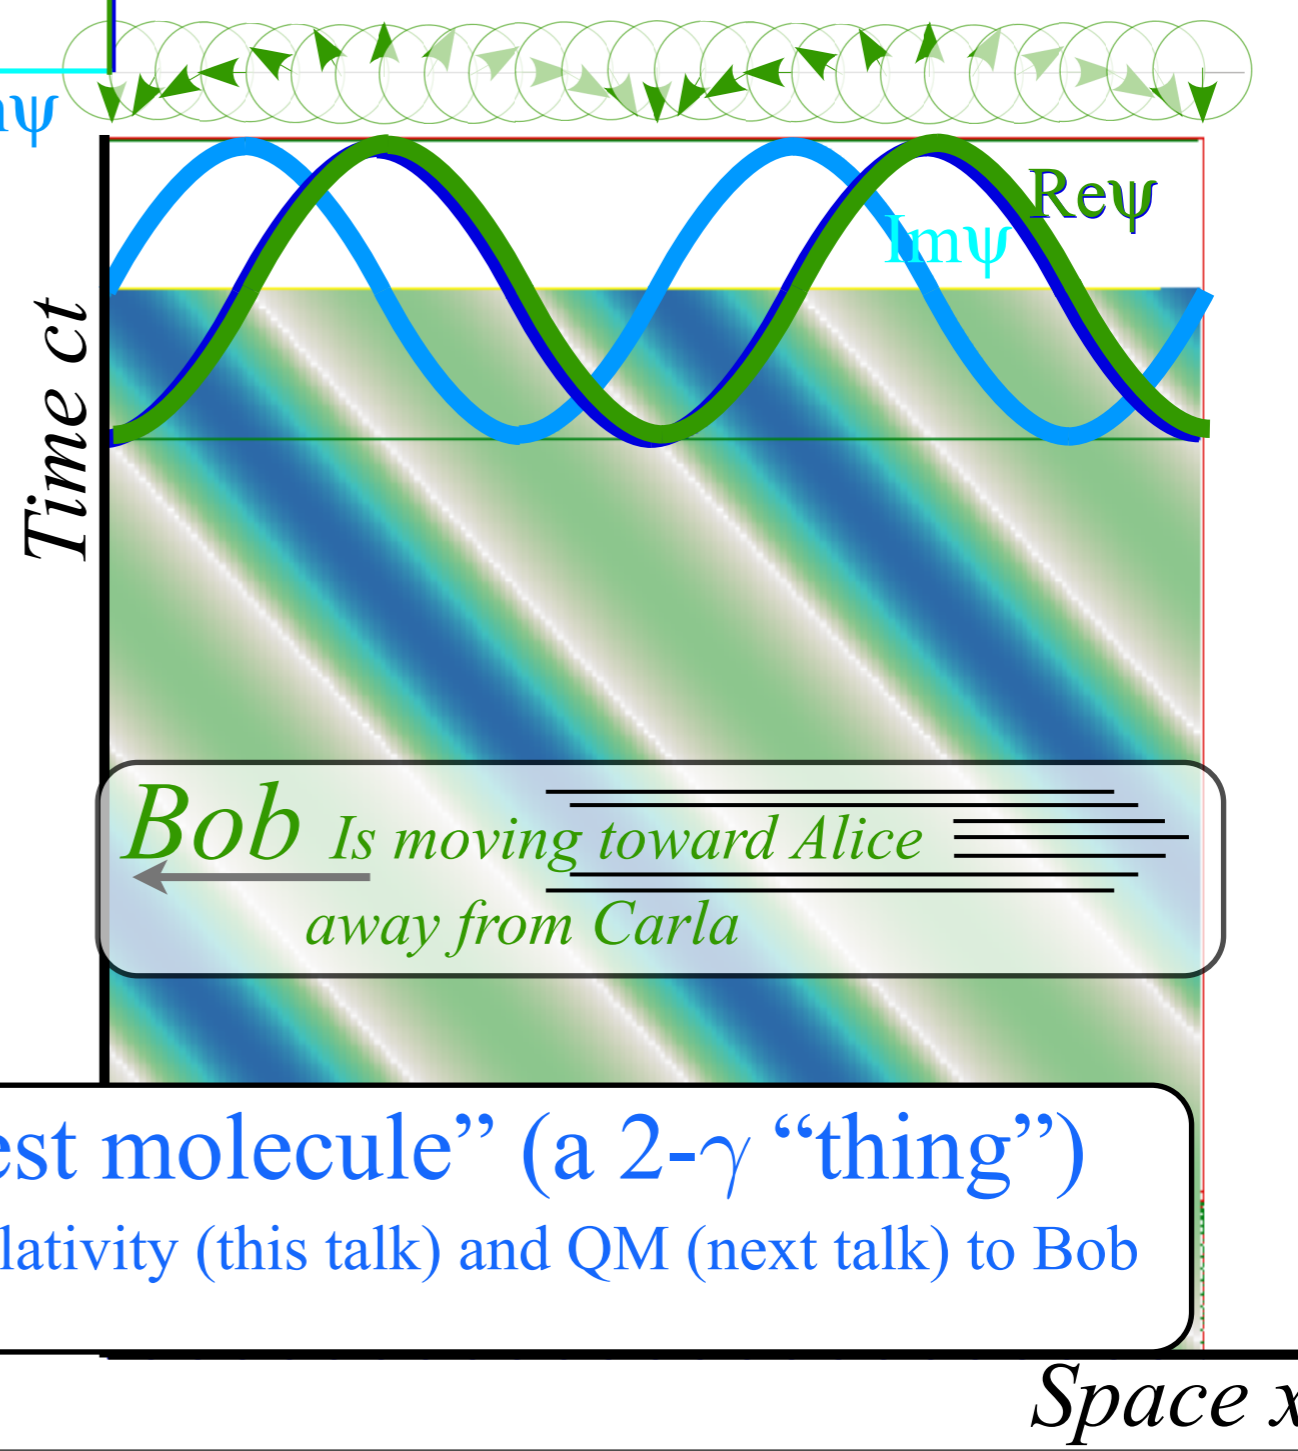 ψ
Reψ
Imψ
Time ct
Bob Is moving toward Alice
away from Carla
est molecule” (a 2-γ “thing”)
lativity (this talk) and QM (next talk) to Bob
Space x